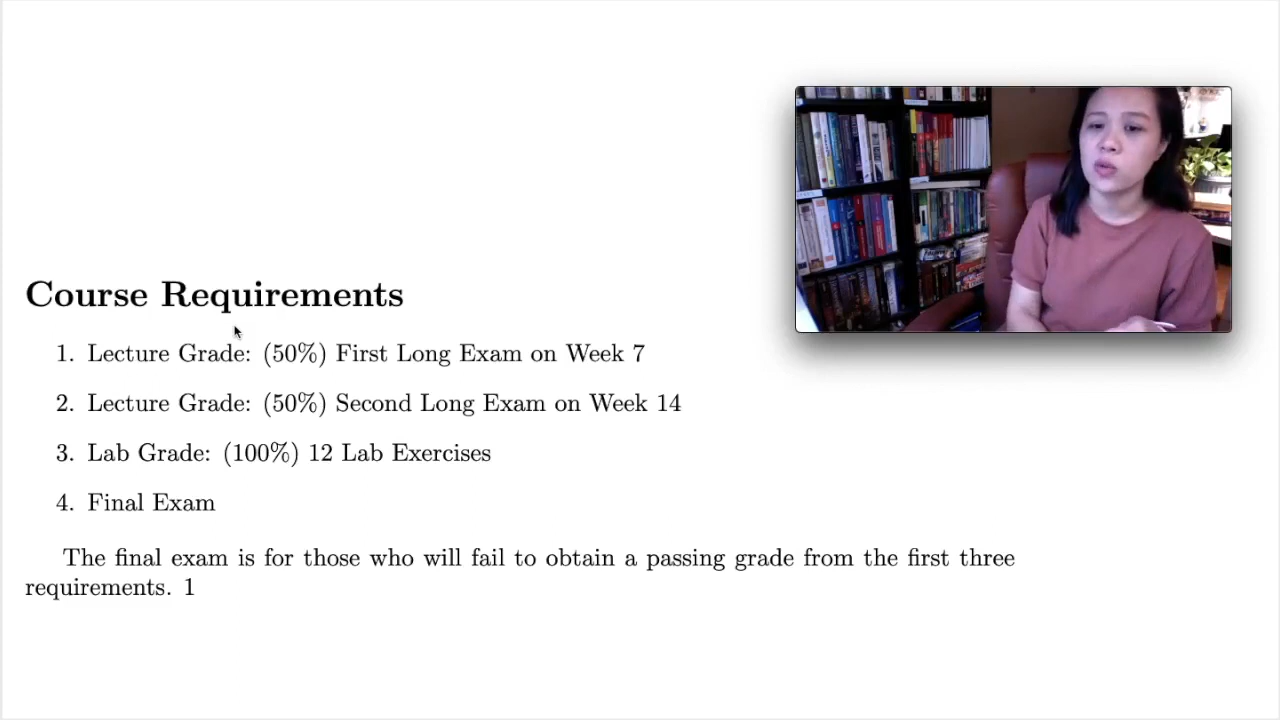 Course Requirements
1. Lecture Grade: (50%) First Long Exam on Week 7
2. Lecture Grade: (50%) Second Long Exam on Week 14
3. Lab Grade: (100%) 12 Lab Exercises
4. Final Exam
The final exam is for those who will fail to obtain a passing grade from the first three
requirements. 1